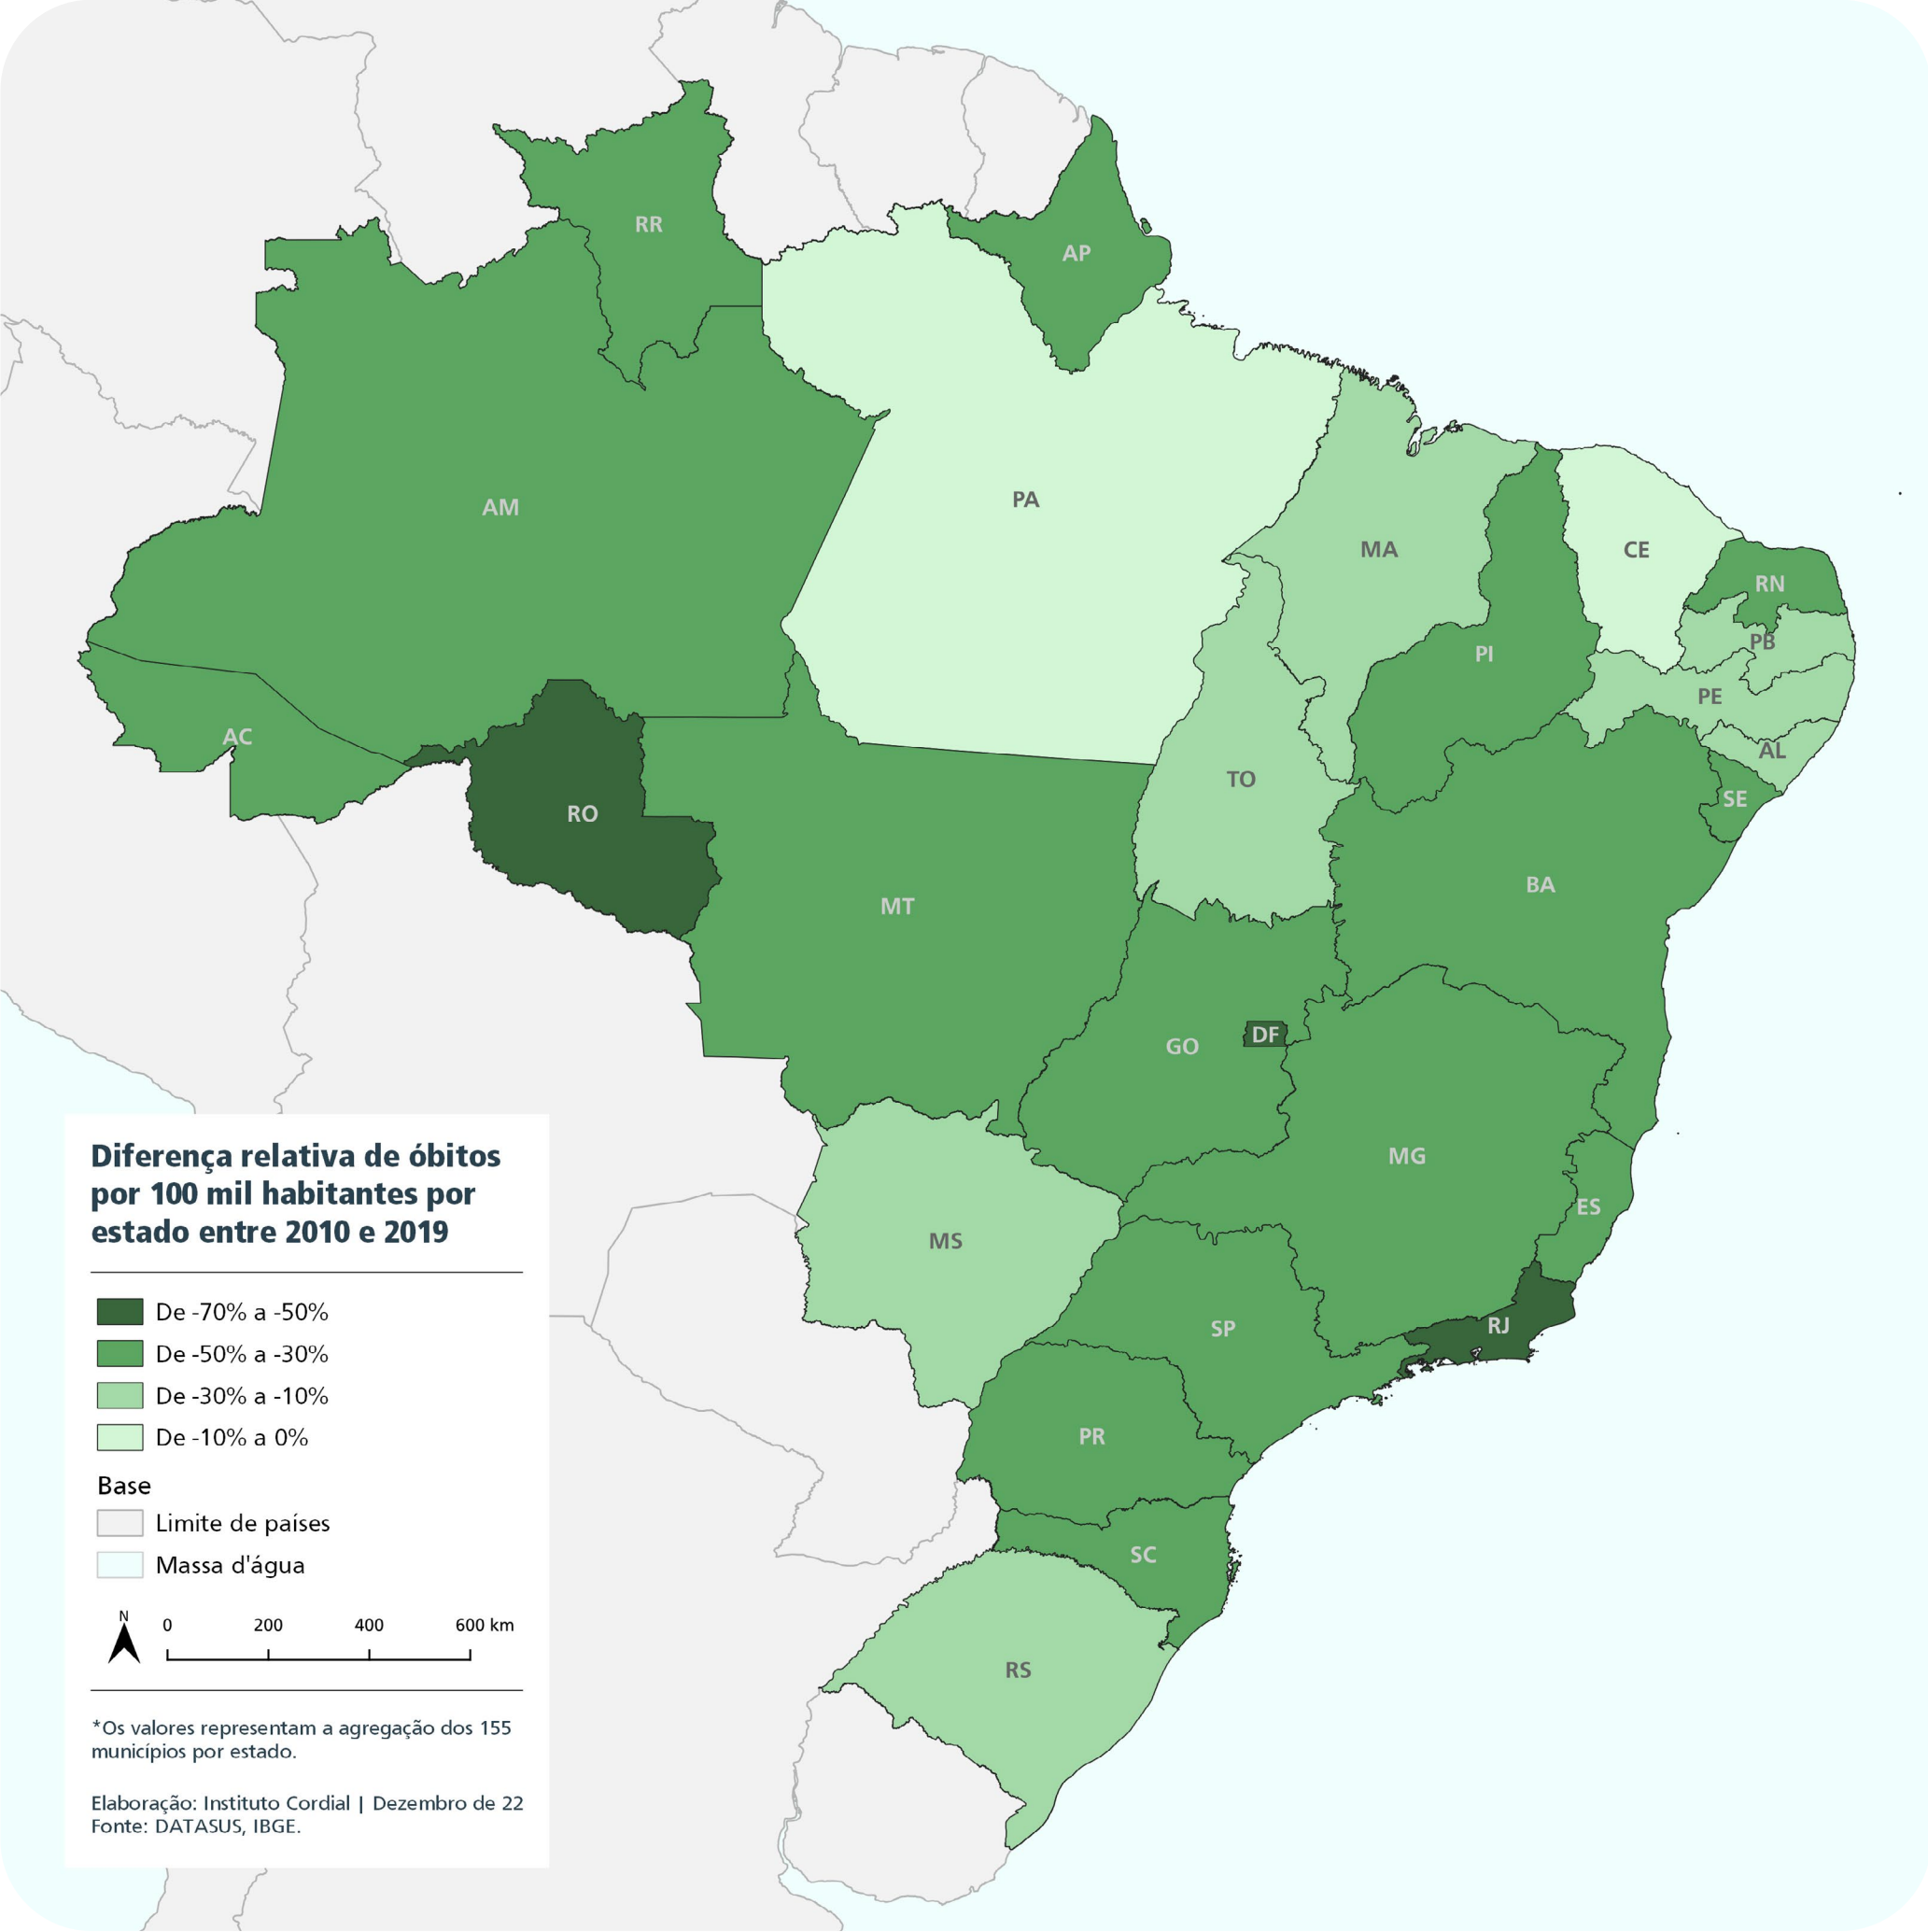 RR
AP
AM
PA
MA
CE
RN
PB
PI
PE
AL
SE
AC
RO
TO
BA
MT
DF
GO
MG
ES
MS
SP
RJ
PR
SC
RS
Diferença relativa de óbitos
por 100 mil habitantes por
estado entre 2010 e 2019
De -70% a -50%
De -50% a -30%
De -30% a -10%
De -10% a 0%
Base
Limite de países
Massa d'água
N
0 200 400 600 km
*Os valores representam a agregação dos 155
municípios por estado.
Elaboração: Instituto Cordial | Dezembro de 22
Fonte: DATASUS, IBGE.